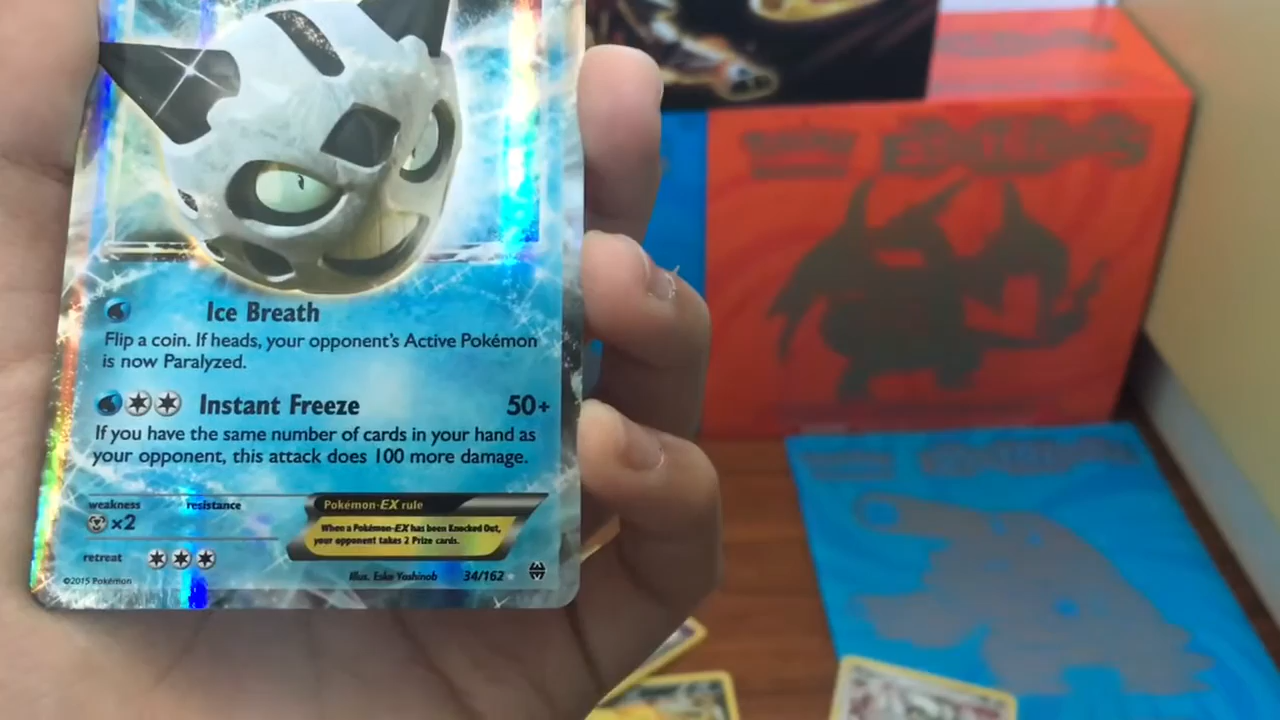 Ice Breath
Flip a coin. If heads, your opponent's Active Pokémon
is now Paralyzed.
Instant Freeze 50+
If you have the same number of cards in your hand as
your opponent, this attack does 100 more damage.
weakness resistance
×2
Pokémon-EX rule
When a Pokémon-EX has been Knocked Out,
your opponent takes 2 Prize cards.
retreat
©2015 Pokémon
Illus. Eske Yoshinob 34/162